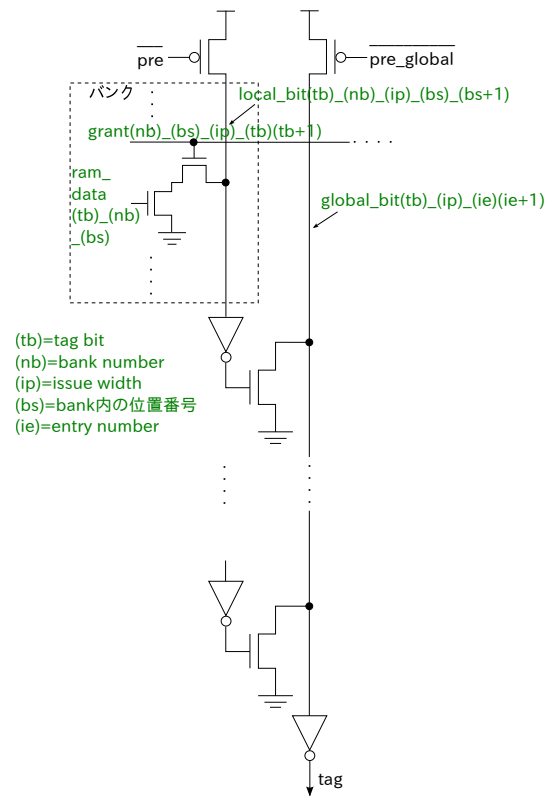 pre
pre_global
バンク
local_bit(tb)_(nb)_(ip)_(bs)_(bs+1)
grant(nb)_(bs)_(ip)_(tb)(tb+1)
ram_
data
(tb)_(nb)
_(bs)
global_bit(tb)_(ip)_(ie)(ie+1)
(tb)=tag bit
(nb)=bank number
(ip)=issue width
(bs)=bank内の位置番号
(ie)=entry number
tag